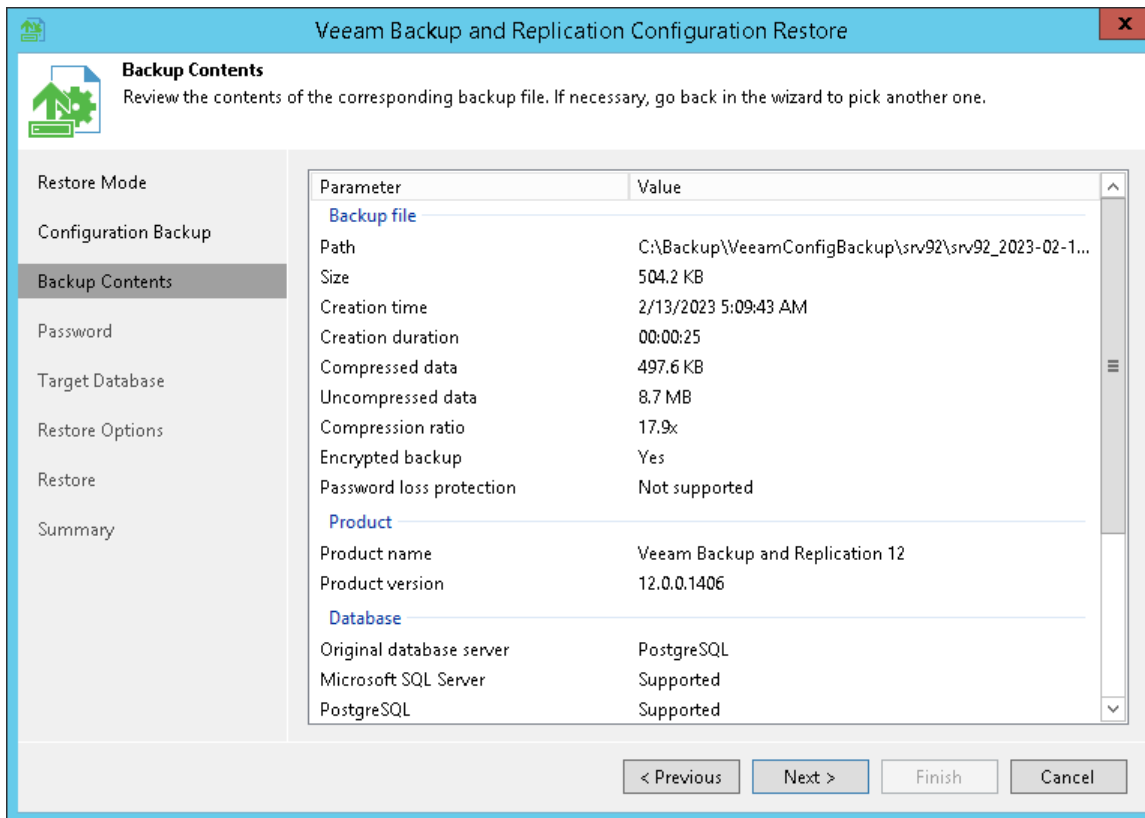 Veeam Backup and Replication Configuration Restore
x
Backup Contents
Review the contents of the corresponding backup file. If necessary, go back in the wizard to pick another one.
Restore Mode
Configuration Backup
Backup Contents
Password
Target Database
Restore Options
Restore
Summary
Parameter Value
Backup file
Path C:\Backup\VeeamConfigBackup\srv92\srv92_2023-02-1...
Size 504.2 KB
Creation time 2/13/2023 5:09:43 AM
Creation duration 00:00:25
Compressed data 497.6 KB
Uncompressed data 8.7 MB
Compression ratio 17.9x
Encrypted backup Yes
Password loss protection Not supported
Product
Product name Veeam Backup and Replication 12
Product version 12.0.0.1406
Database
Original database server PostgreSQL
Microsoft SQL Server Supported
PostgreSQL Supported
< Previous Next > Finish Cancel